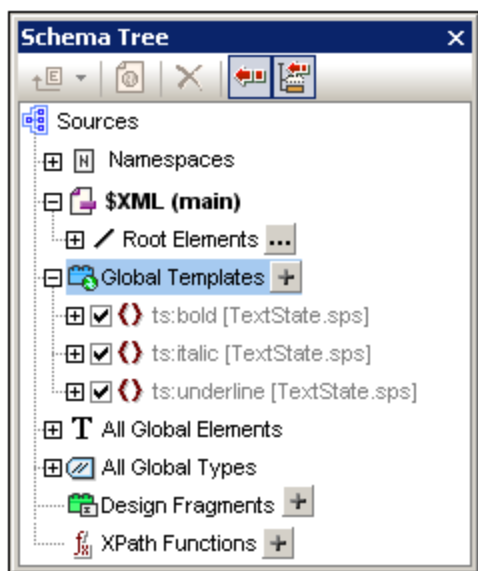 Schema Tree
Sources
Namespaces
$XML (main)
Root Elements ...
Global Templates
ts:bold [TextState.sps]
ts:italic [TextState.sps]
ts:underline [TextState.sps]
All Global Elements
All Global Types
Design Fragments
XPath Functions